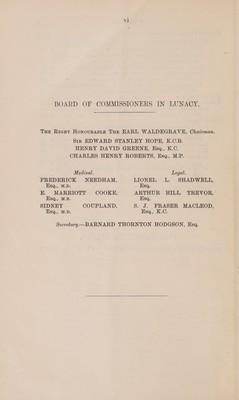 vi
BOARD OF COMMISSIONERS IN LUNACY.
THE RIGHT HONOURABLE THE EARL WALDEGRAVE, Chairman.
SIR EDWARD STANLEY HOPE, K.C.B.
HENRY DAVID GREENE, Esq., K.C.
CHARLES HENRY ROBERTS, Esq., M.P.
Medical.
FREDERICK NEEDHAM,
Esq., M.D.
E. MARRIOTT COOKE,
Esq., M.B.
SIDNEY COUPLAND,
Esq., M.D.
Legal.
LIONEL L. SHADWELL,
Esq.
ARTHUR HILL TREVOR,
Esq.
S. J. FRASER MACLEOD,
Esq., K.C.
Secretary.—BARNARD THORNTON HODGSON, Esq.